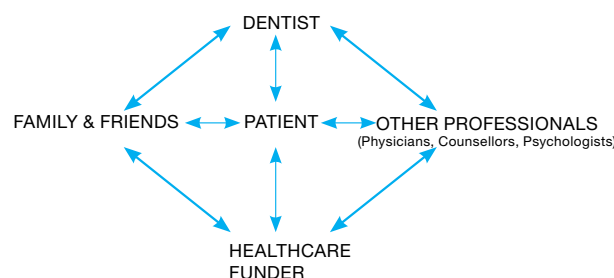 DENTIST
FAMILY & FRIENDS
PATIENT
OTHER PROFESSIONALS
(Physicians, Counsellors, Psychologists)
HEALTHCARE
FUNDER